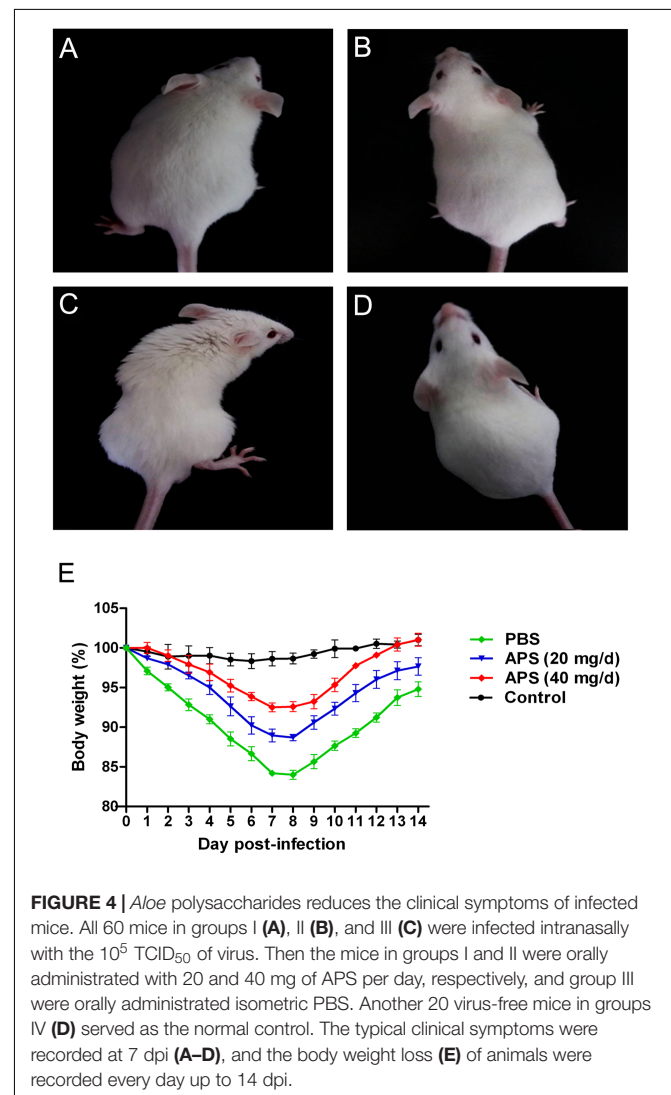 A
B
C
D
E
105
100
95
90
80
Body weight (%)
0 1 2 3 4 5 6 7 8 9 10 11 12 13 14
Day post-infection
PBS
APS (20 mg/d)
APS (40 mg/d)
Control
FIGURE 4 | Aloe polysaccharides reduces the clinical symptoms of infected
mice. All 60 mice in groups I (A), II (B), and III (C) were infected intranasally
with the 10⁵ TCID₅₀ of virus. Then the mice in groups I and II were orally
administrated with 20 and 40 mg of APS per day, respectively, and group III
were orally administrated isometric PBS. Another 20 virus-free mice in groups
IV (D) served as the normal control. The typical clinical symptoms were
recorded at 7 dpi (A–D), and the body weight loss (E) of animals were
recorded every day up to 14 dpi.